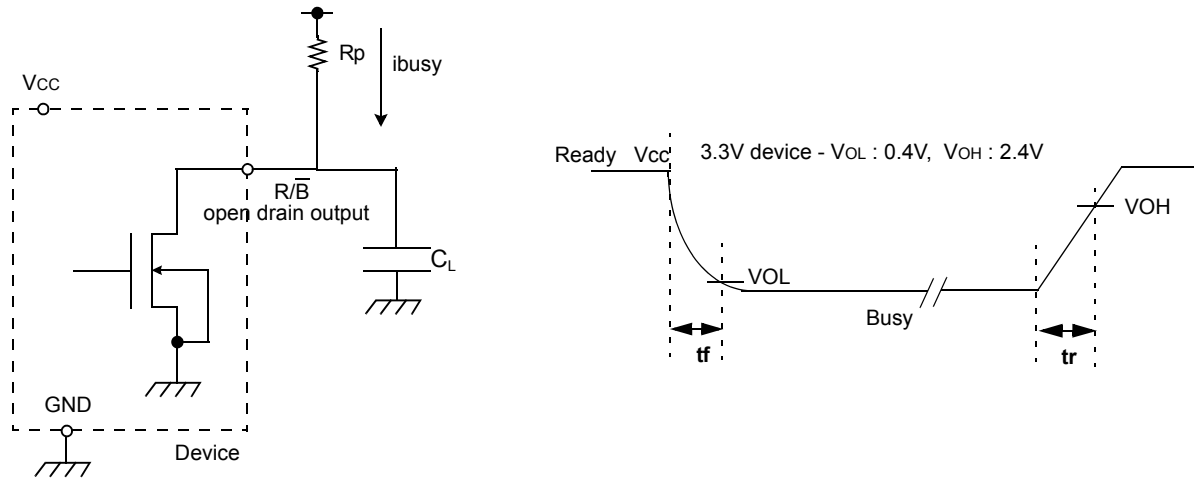 Rp
ibusy
VCC
R/B̅
open drain output
CL
GND
Device
Ready Vcc 3.3V device - VOL : 0.4V, VOH : 2.4V
VOH
VOL
Busy
tf
tr